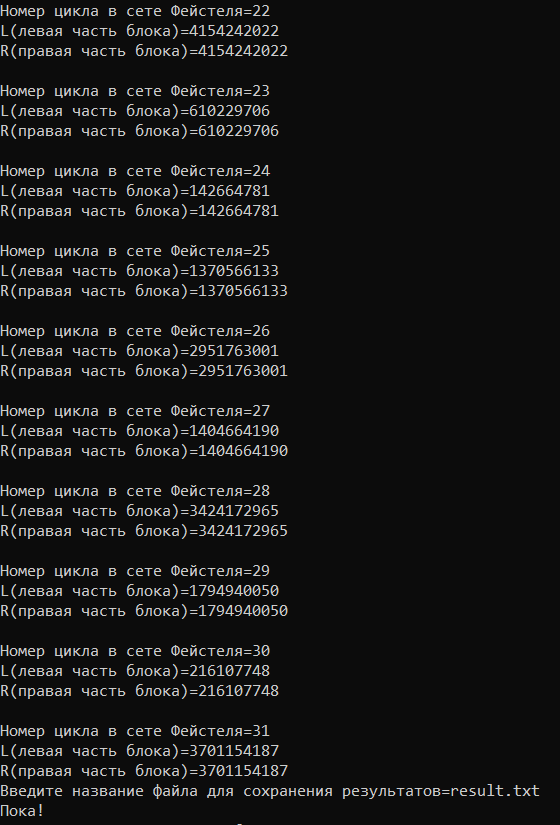 Номер цикла в сете Фейстеля=22
L(левая часть блока)=4154242022
R(правая часть блока)=4154242022
Номер цикла в сете Фейстеля=23
L(левая часть блока)=610229706
R(правая часть блока)=610229706
Номер цикла в сете Фейстеля=24
L(левая часть блока)=142664781
R(правая часть блока)=142664781
Номер цикла в сете Фейстеля=25
L(левая часть блока)=1370566133
R(правая часть блока)=1370566133
Номер цикла в сете Фейстеля=26
L(левая часть блока)=2951763001
R(правая часть блока)=2951763001
Номер цикла в сете Фейстеля=27
L(левая часть блока)=1404664190
R(правая часть блока)=1404664190
Номер цикла в сете Фейстеля=28
L(левая часть блока)=3424172965
R(правая часть блока)=3424172965
Номер цикла в сете Фейстеля=29
L(левая часть блока)=1794940050
R(правая часть блока)=1794940050
Номер цикла в сете Фейстеля=30
L(левая часть блока)=216107748
R(правая часть блока)=216107748
Номер цикла в сете Фейстеля=31
L(левая часть блока)=3701154187
R(правая часть блока)=3701154187
Введите название файла для сохранения результатов=result.txt
Пока!